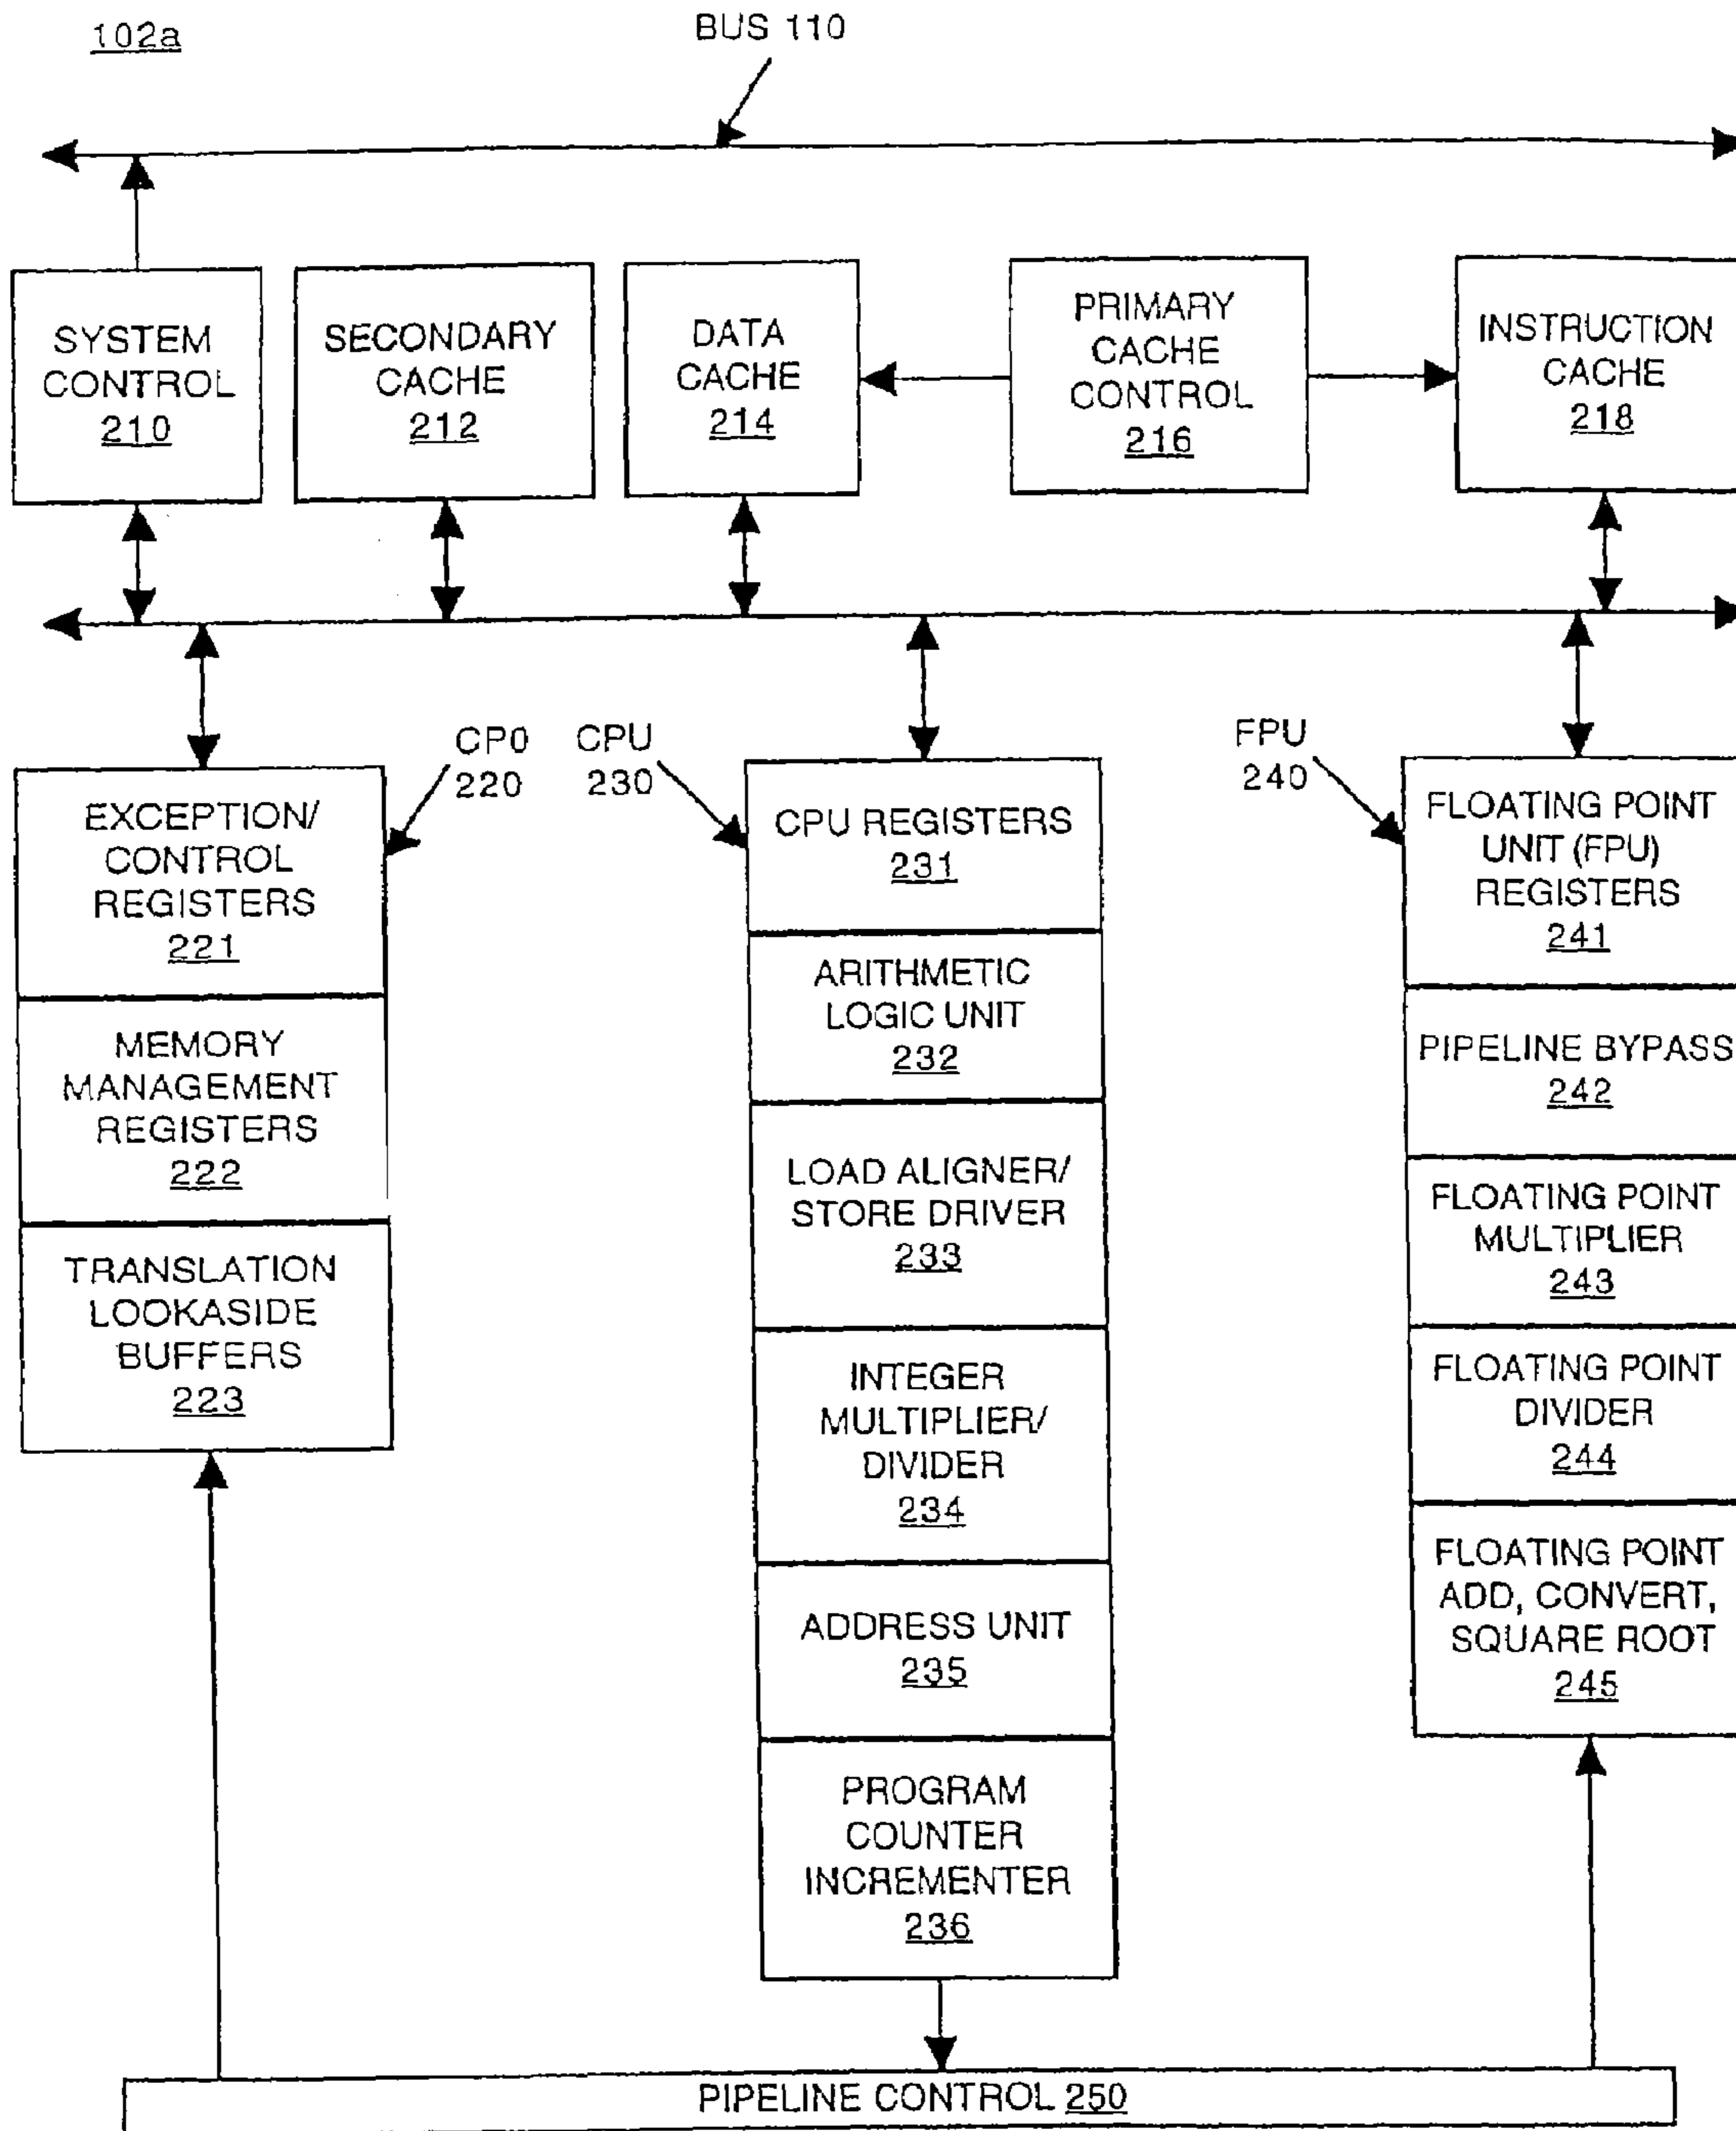 102a
BUS 110
SYSTEM
CONTROL
210
SECONDARY
CACHE
212
DATA
CACHE
214
PRIMARY
CACHE
CONTROL
216
INSTRUCTION
CACHE
218
CP0
220
CPU
230
FPU
240
EXCEPTION/
CONTROL
REGISTERS
221
MEMORY
MANAGEMENT
REGISTERS
222
TRANSLATION
LOOKASIDE
BUFFERS
223
CPU REGISTERS
231
ARITHMETIC
LOGIC UNIT
232
LOAD ALIGNER/
STORE DRIVER
233
INTEGER
MULTIPLIER/
DIVIDER
234
ADDRESS UNIT
235
PROGRAM
COUNTER
INCREMENTER
236
FLOATING POINT
UNIT (FPU)
REGISTERS
241
PIPELINE BYPASS
242
FLOATING POINT
MULTIPLIER
243
FLOATING POINT
DIVIDER
244
FLOATING POINT
ADD, CONVERT,
SQUARE ROOT
245
PIPELINE CONTROL 250